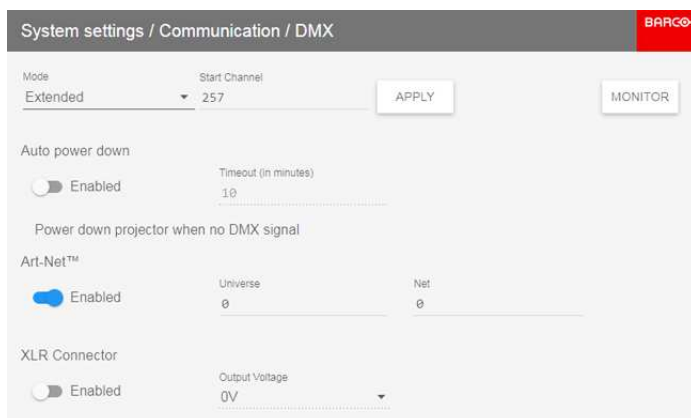 System settings / Communication / DMX
BARCO
Mode
Start Channel
Extended
257
APPLY
MONITOR
Auto power down
Timeout (in minutes)
Enabled
10
Power down projector when no DMX signal
Art-Net™
Universe
Net
Enabled
0
0
XLR Connector
Output Voltage
Enabled
0V